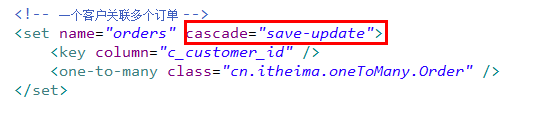 <!-- 一个客户关联多个订单 -->
<set name="orders" cascade="save-update">
<key column="c_customer_id" />
<one-to-many class="cn.itheima.oneToMany.Order" />
</set>